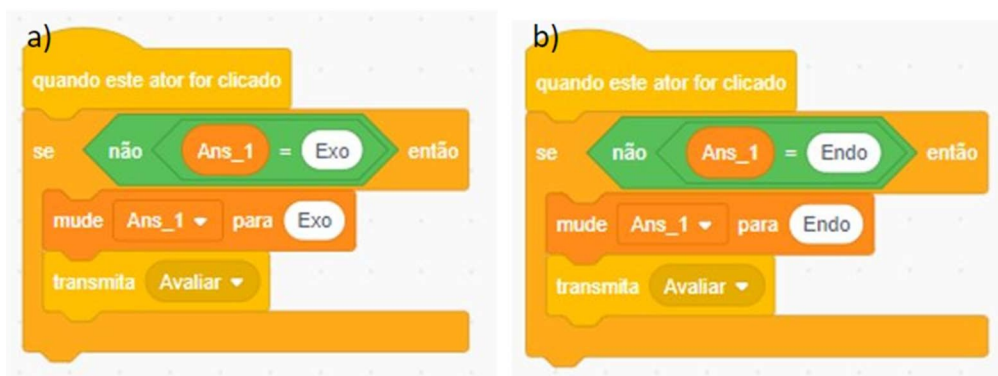 a)
quando este ator for clicado
se não Ans_1 = Exo então
mude Ans_1 para Exo
transmita Avaliar
b)
quando este ator for clicado
se não Ans_1 = Endo então
mude Ans_1 para Endo
transmita Avaliar